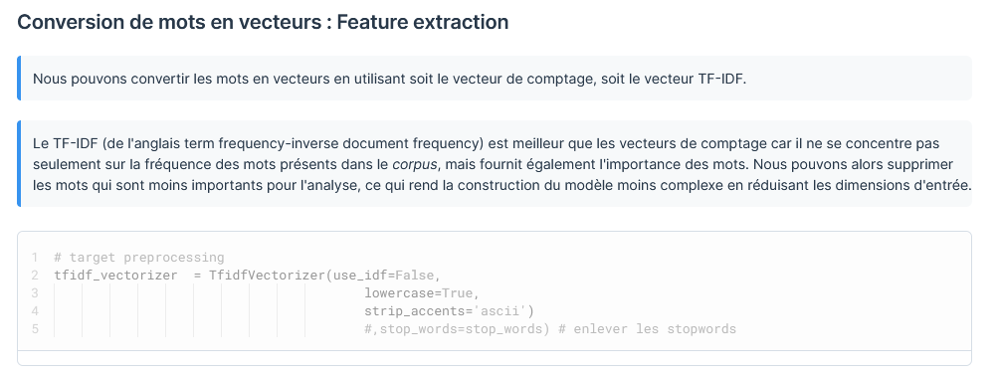 Conversion de mots en vecteurs : Feature extraction
Nous pouvons convertir les mots en vecteurs en utilisant soit le vecteur de comptage, soit le vecteur TF-IDF.
Le TF-IDF (de l'anglais term frequency-inverse document frequency) est meilleur que les vecteurs de comptage car il ne se concentre pas
seulement sur la fréquence des mots présents dans le corpus, mais fournit également l'importance des mots. Nous pouvons alors supprimer
les mots qui sont moins importants pour l'analyse, ce qui rend la construction du modèle moins complexe en réduisant les dimensions d'entrée.
1 # target preprocessing
2 tfidf_vectorizer  = TfidfVectorizer(use_idf=False,
3                                         lowercase=True,
4                                         strip_accents='ascii')
5                                         #,stop_words=stop_words) # enlever les stopwords